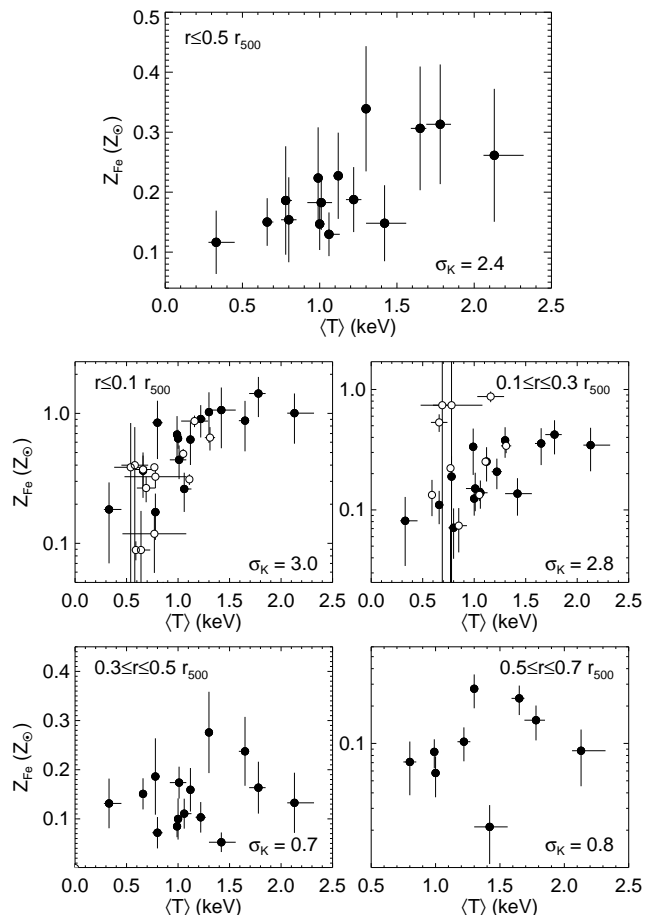 r≤0.5 r500
Z_Fe (Z⊙)
0.5
0.4
0.3
0.2
0.1
0.0 0.5 1.0 1.5 2.0 2.5
⟨T⟩ (keV)
σK = 2.4
r≤0.1 r500
Z_Fe (Z⊙)
1.0
0.1
0.0 0.5 1.0 1.5 2.0 2.5
⟨T⟩ (keV)
σK = 3.0
0.1≤r≤0.3 r500
1.0
0.1
0.0 0.5 1.0 1.5 2.0 2.5
⟨T⟩ (keV)
σK = 2.8
0.3≤r≤0.5 r500
Z_Fe (Z⊙)
0.4
0.3
0.2
0.1
0.0 0.5 1.0 1.5 2.0 2.5
⟨T⟩ (keV)
σK = 0.7
0.5≤r≤0.7 r500
0.1
0.0 0.5 1.0 1.5 2.0 2.5
⟨T⟩ (keV)
σK = 0.8